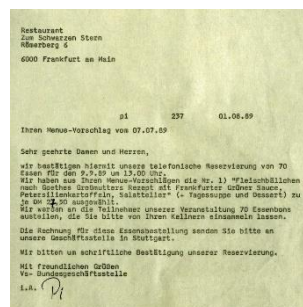 Restaurant
Zum Schwarzen Stern
Römerberg 6
6000 Frankfurt am Main
pi 237 01.08.89
Ihren Menue-Vorschlag vom 07.07.89
Sehr geehrte Damen und Herren,
wir bestätigen hiermit unsere telefonische Reservierung von 70
Essen für den 9.9.89 um 13.00 Uhr.
Wir haben aus Ihren Menue-Vorschlägen die Nr. 1) "Fleischbällchen
nach Goethes Großmutters Rezept mit Frankfurter Grüner Sauce,
Petersilienkartoffeln, Salatteller" (+ Tagessuppe und Dessert) zu
je DM ,50 ausgewählt.
Wir werden an die Teilnehmer unserer Veranstaltung 70 Essenbons
austeilen, die Sie bitte von Ihren Kellnern einsammeln lassen.
Die Rechnung für diese Essenabestellung senden Sie bitte an
unsere Geschäftsstelle in Stuttgart.
Wir bitten um schriftliche Bestätigung unserer Reservierung.
Mit freundlichen Grüßen
Vs- Bundesgeschäftsstelle
i.A.